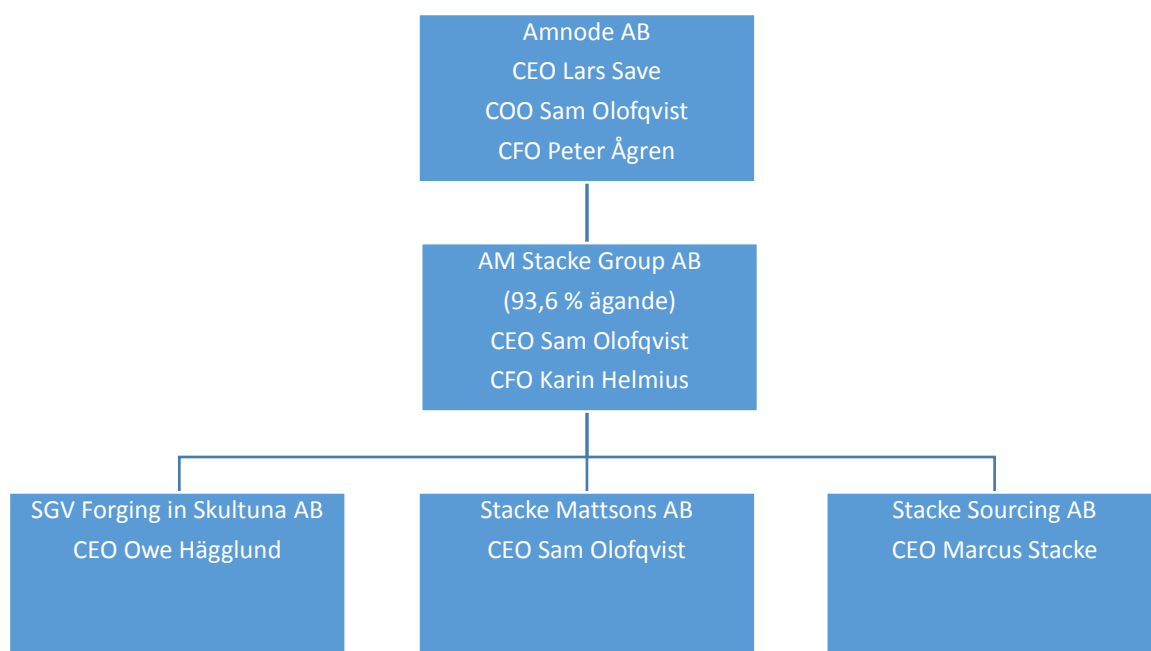 Amnode AB
CEO Lars Save
COO Sam Olofqvist
CFO Peter Ågren
AM Stacke Group AB
(93,6 % ägande)
CEO Sam Olofqvist
CFO Karin Helmius
SGV Forging in Skultuna AB
CEO Owe Hägglund
Stacke Mattsons AB
CEO Sam Olofqvist
Stacke Sourcing AB
CEO Marcus Stacke